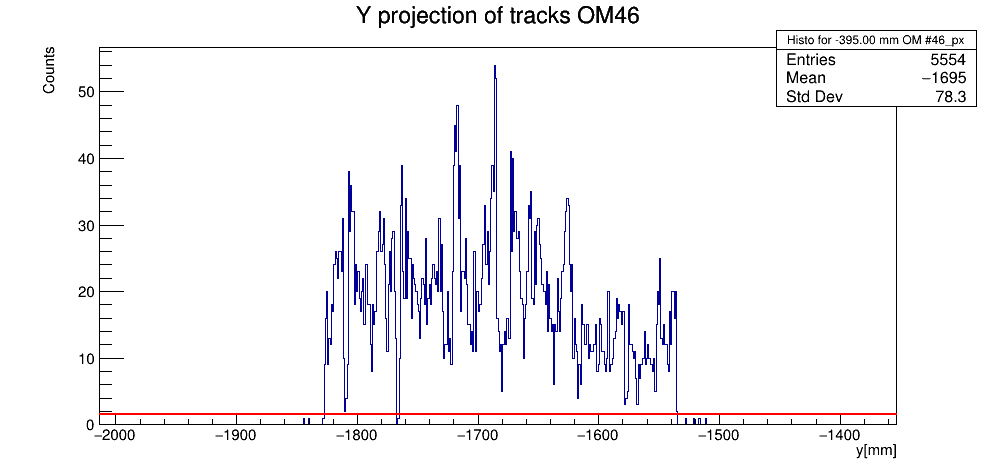 Y projection of tracks OM46
Histo for -395.00 mm OM #46_px
Entries 5554
Mean −1695
Std Dev 78.3
Counts
50
40
30
20
10
0
−2000 −1900 −1800 −1700 −1600 −1500 −1400
y[mm]